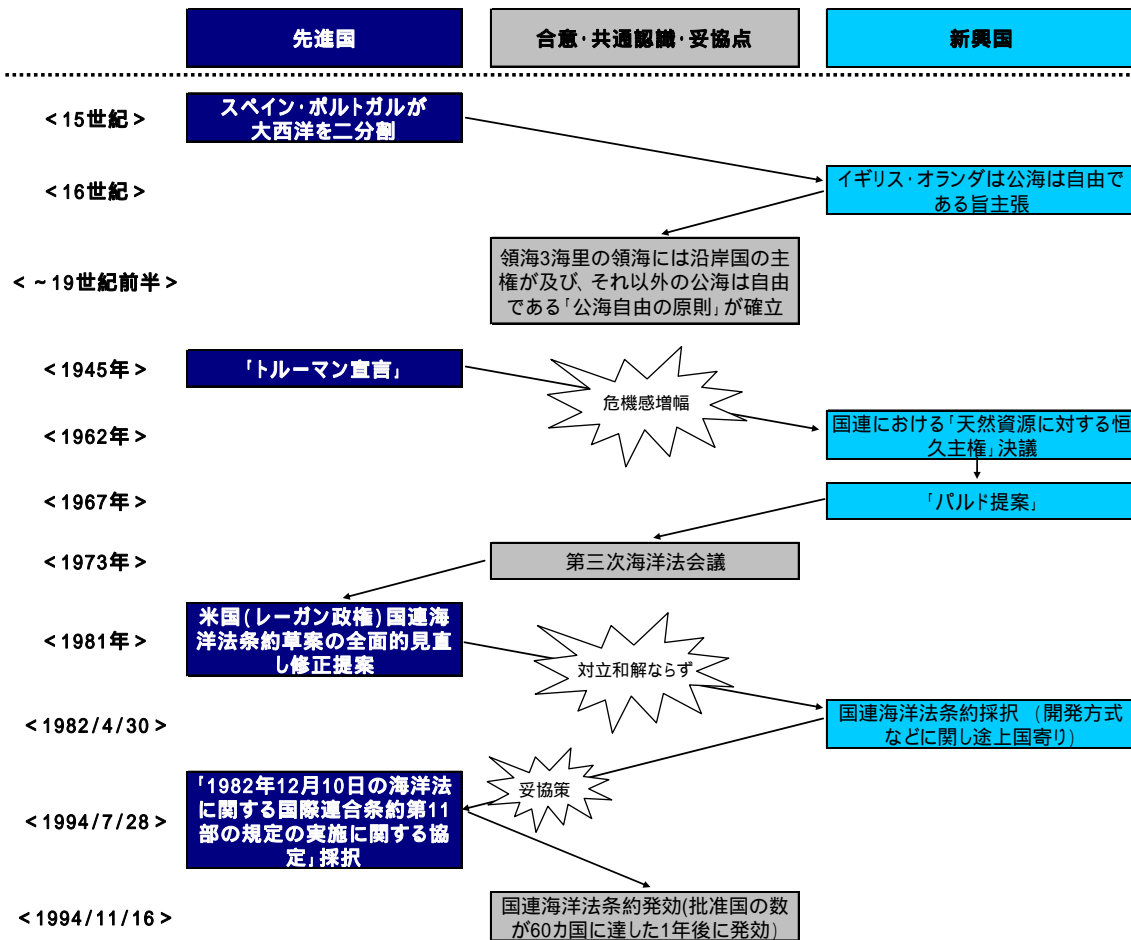 先進国
合意・共通認識・妥協点
新興国
<15世紀>
スペイン・ポルトガルが
大西洋を二分割
<16世紀>
イギリス・オランダは公海は自由で
ある旨主張
<~19世紀前半>
領海3海里の領海には沿岸国の主
権が及び、それ以外の公海は自由
である「公海自由の原則」が確立
<1945年>
「トルーマン宣言」
危機感増幅
<1962年>
国連における「天然資源に対する恒
久主権」決議
<1967年>
「パルド提案」
<1973年>
第三次海洋法会議
<1981年>
米国(レーガン政権)国連海
洋法条約草案の全面的見直
し修正提案
対立和解ならず
<1982/4/30>
国連海洋法条約採択 (開発方式
などに関し途上国寄り)
妥協策
<1994/7/28>
「1982年12月10日の海洋法
に関する国際連合条約第11
部の規定の実施に関する協
定」採択
<1994/11/16>
国連海洋法条約発効(批准国の数
が60カ国に達した1年後に発効)